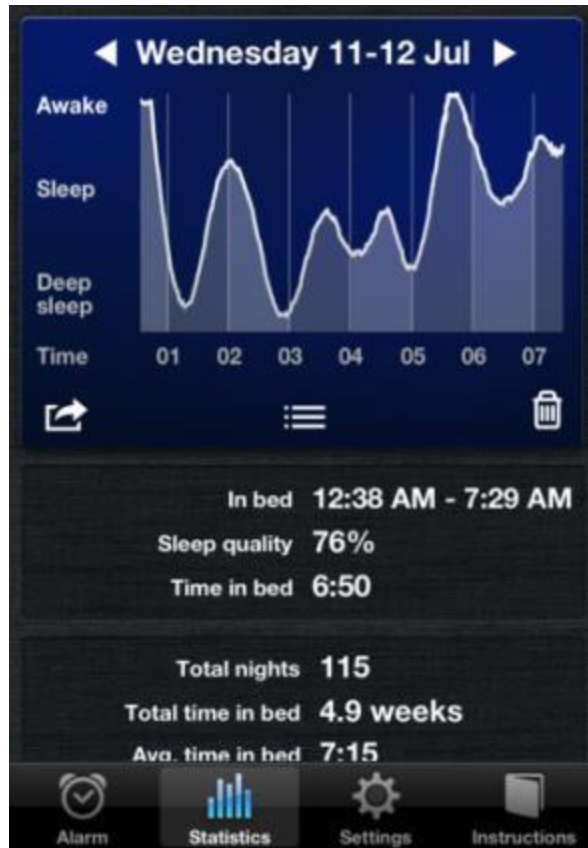 Wednesday 11-12 Jul
Awake
Sleep
Deep
sleep
Time 01 02 03 04 05 06 07
In bed 12:38 AM - 7:29 AM
Sleep quality 76%
Time in bed 6:50
Total nights 115
Total time in bed 4.9 weeks
Avg. time in bed 7:15
Alarm Statistics Settings Instructions